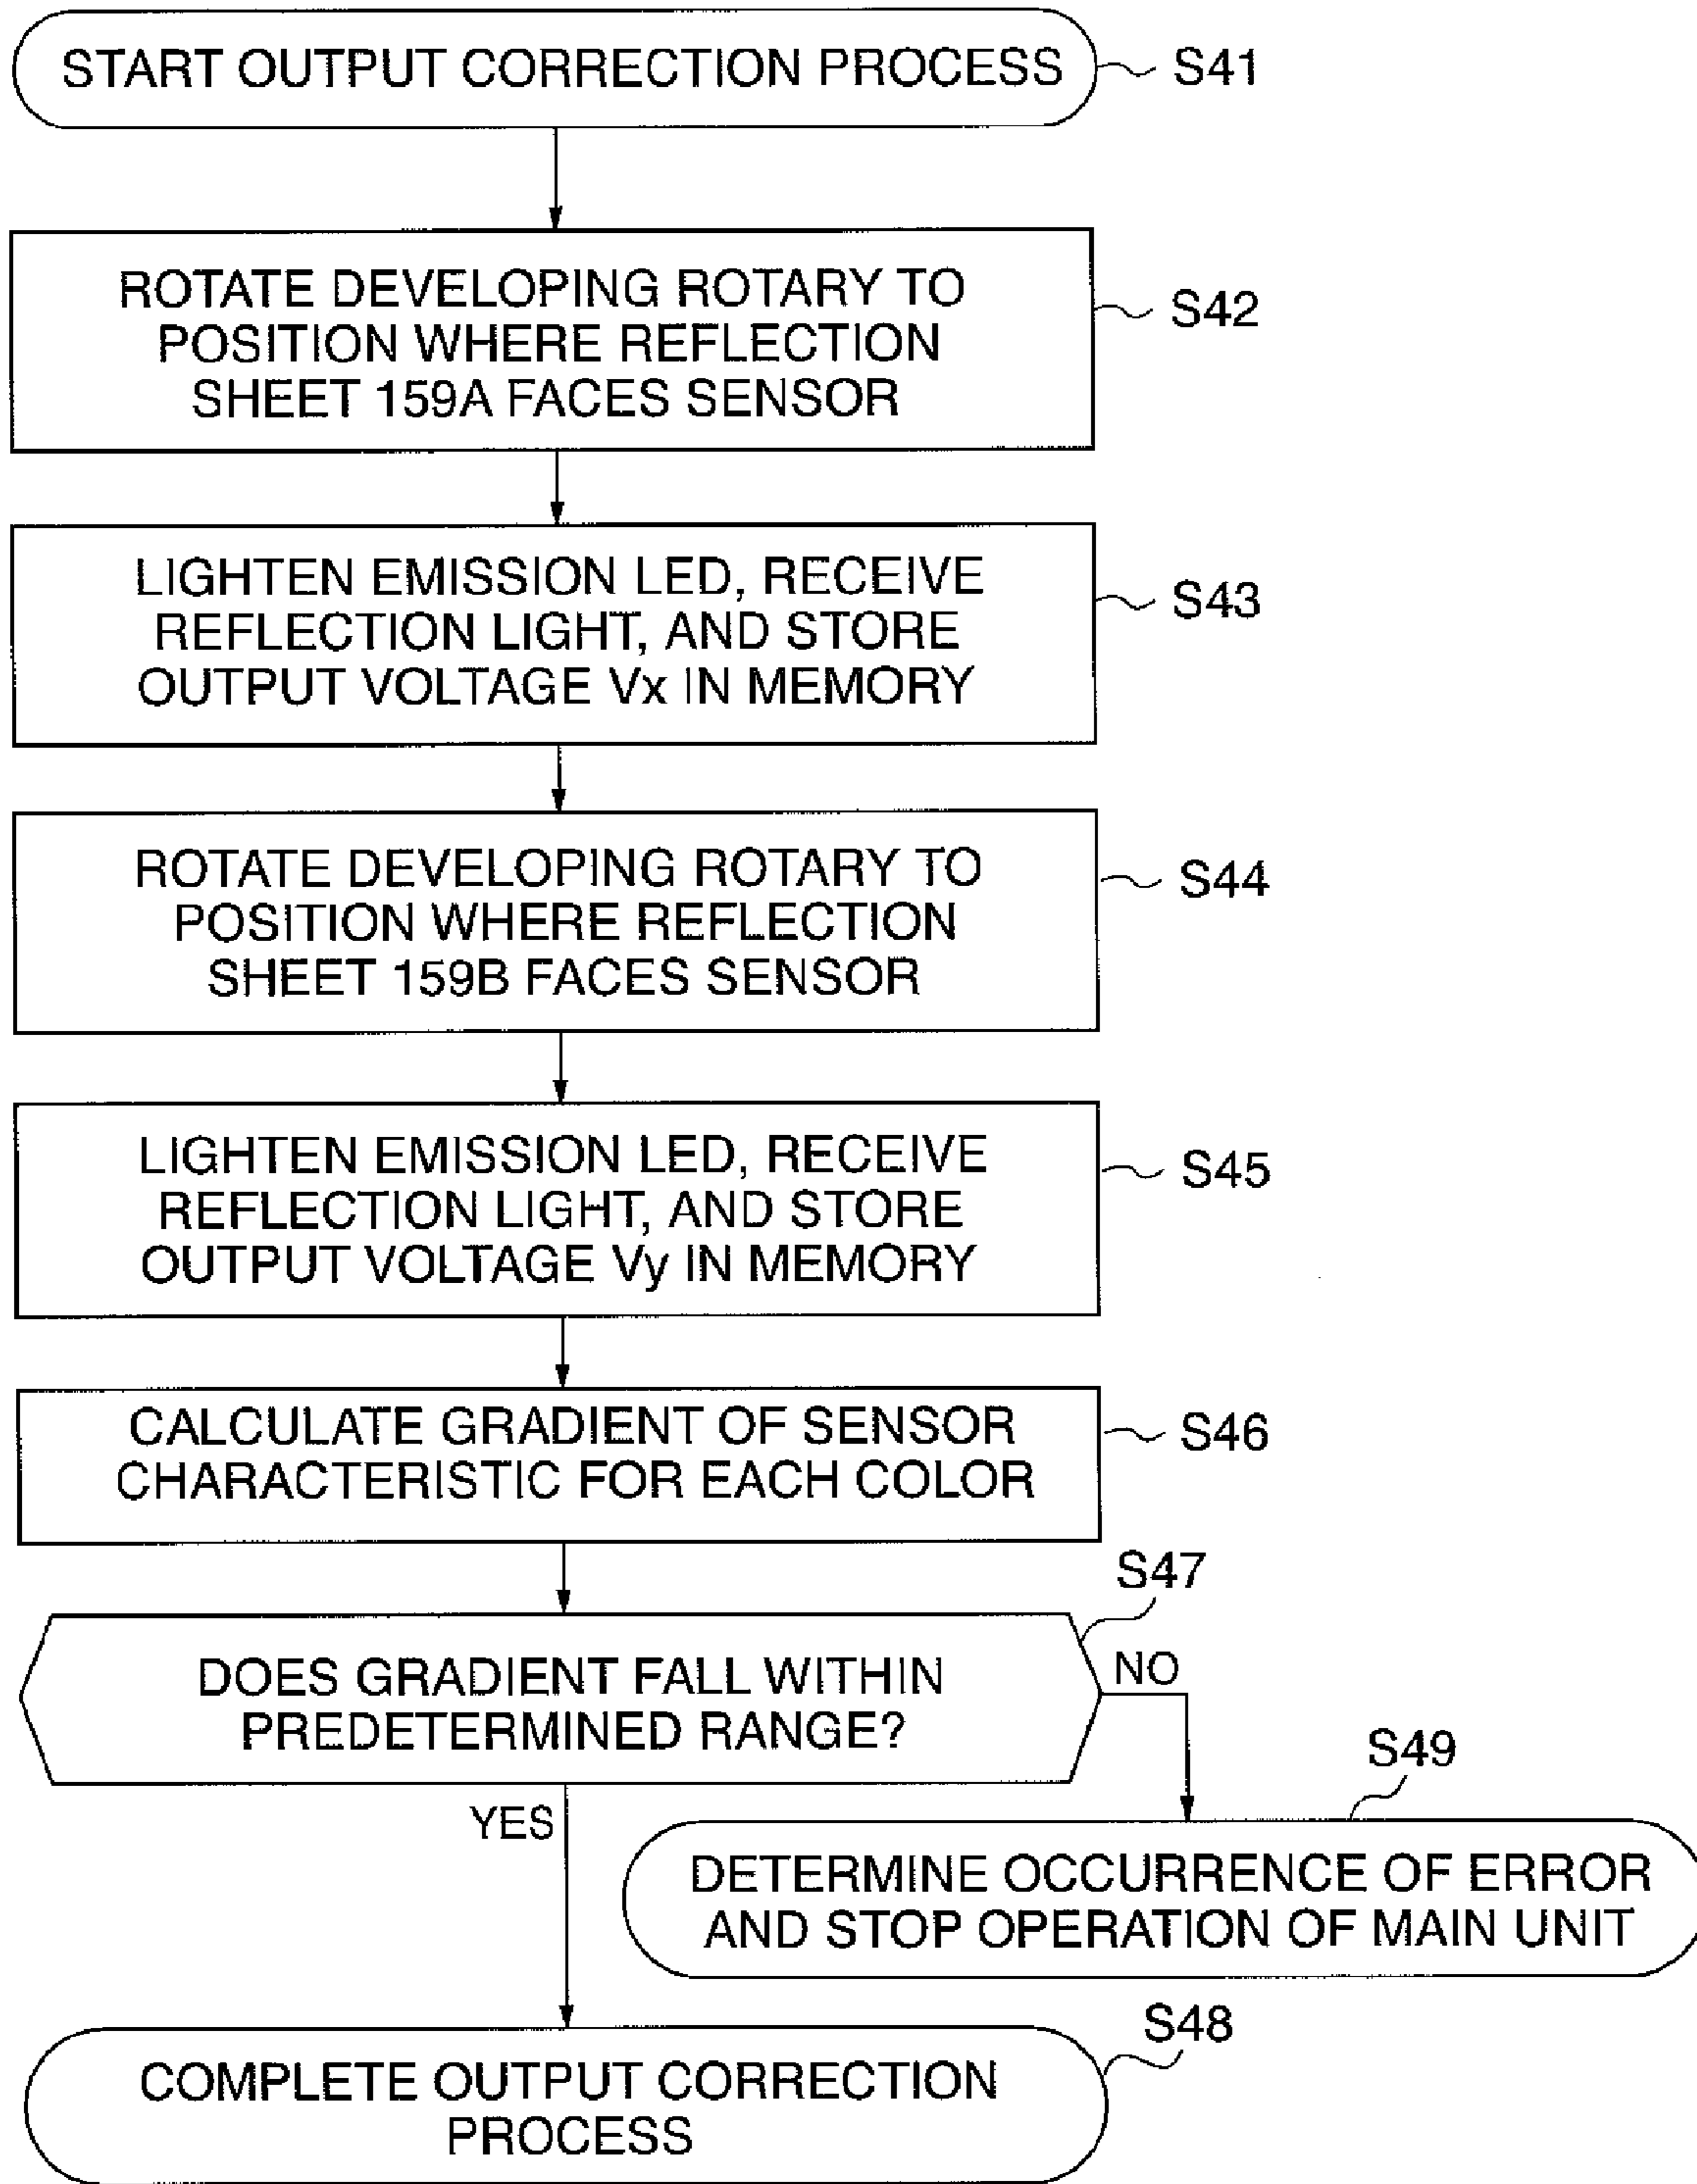 START OUTPUT CORRECTION PROCESS
S41
ROTATE DEVELOPING ROTARY TO
POSITION WHERE REFLECTION
SHEET 159A FACES SENSOR
S42
LIGHTEN EMISSION LED, RECEIVE
REFLECTION LIGHT, AND STORE
OUTPUT VOLTAGE Vx IN MEMORY
S43
ROTATE DEVELOPING ROTARY TO
POSITION WHERE REFLECTION
SHEET 159B FACES SENSOR
S44
LIGHTEN EMISSION LED, RECEIVE
REFLECTION LIGHT, AND STORE
OUTPUT VOLTAGE Vy IN MEMORY
S45
CALCULATE GRADIENT OF SENSOR
CHARACTERISTIC FOR EACH COLOR
S46
S47
DOES GRADIENT FALL WITHIN
PREDETERMINED RANGE?
NO
YES
S49
DETERMINE OCCURRENCE OF ERROR
AND STOP OPERATION OF MAIN UNIT
S48
COMPLETE OUTPUT CORRECTION
PROCESS